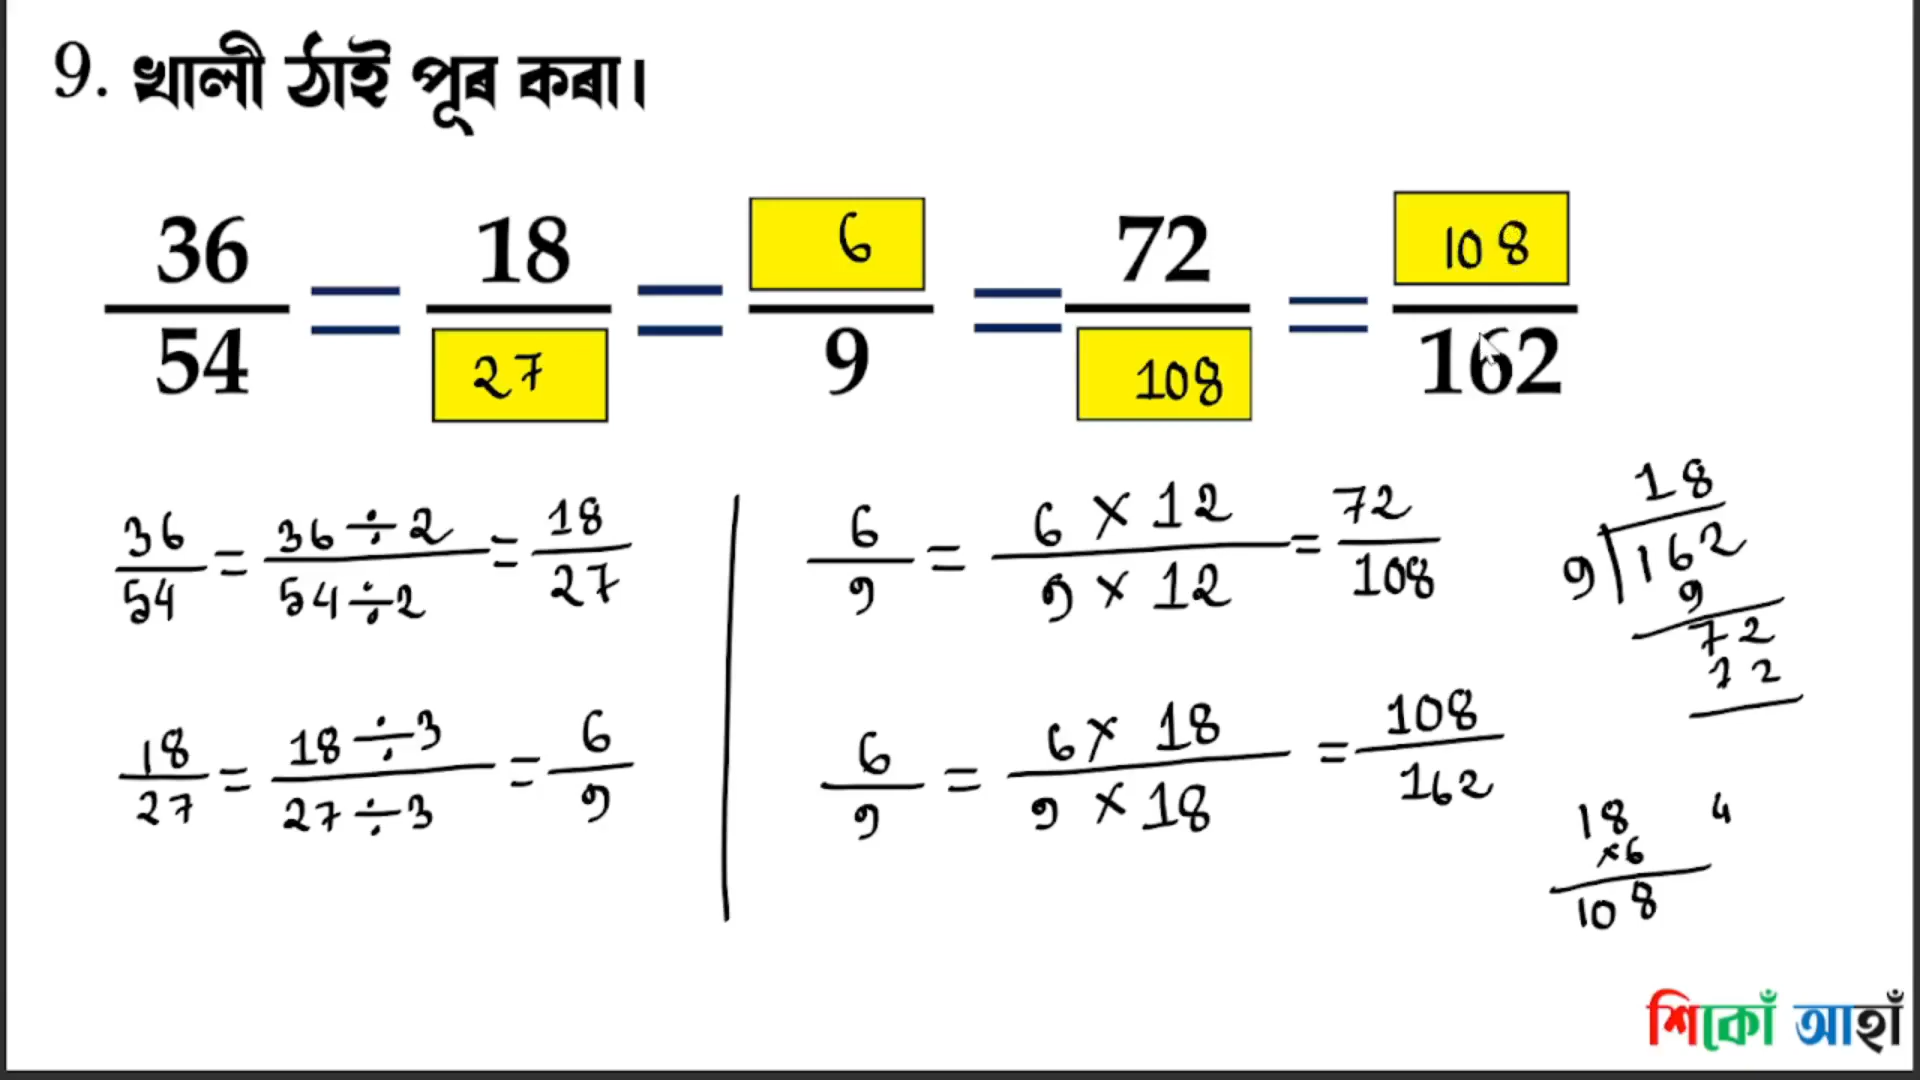 9. খালী ঠাই পূৰ কৰা।
36/54 = 18/27 = 6/9 = 72/108 = 108/162
36/54 = 36÷2/54÷2 = 18/27
18/27 = 18÷3/27÷3 = 6/9
6/9 = 6×12/9×12 = 72/108
6/9 = 6×18/9×18 = 108/162
18
9)162
9
72
72
18 4
×6
108
শিকোঁ আহাঁ